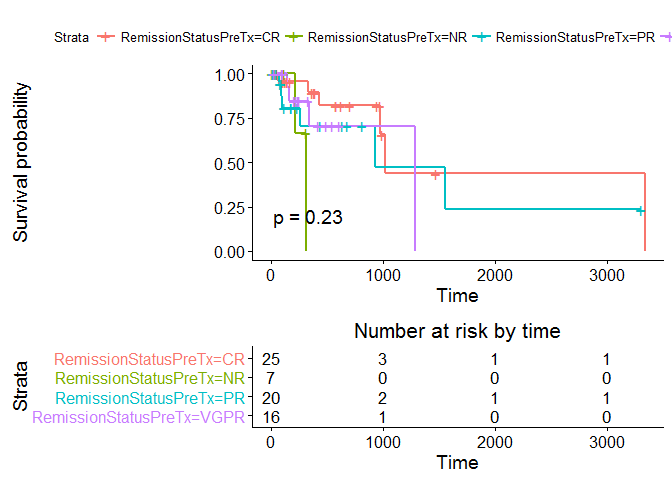 Strata RemissionStatusPreTx=CR RemissionStatusPreTx=NR RemissionStatusPreTx=PR
Survival probability
1.00
0.75
0.50
0.25
0.00
p = 0.23
0 1000 2000 3000
Time
Number at risk by time
Strata
RemissionStatusPreTx=CR 25 3 1 1
RemissionStatusPreTx=NR 7 0 0 0
RemissionStatusPreTx=PR 20 2 1 1
RemissionStatusPreTx=VGPR 16 1 0 0
0 1000 2000 3000
Time